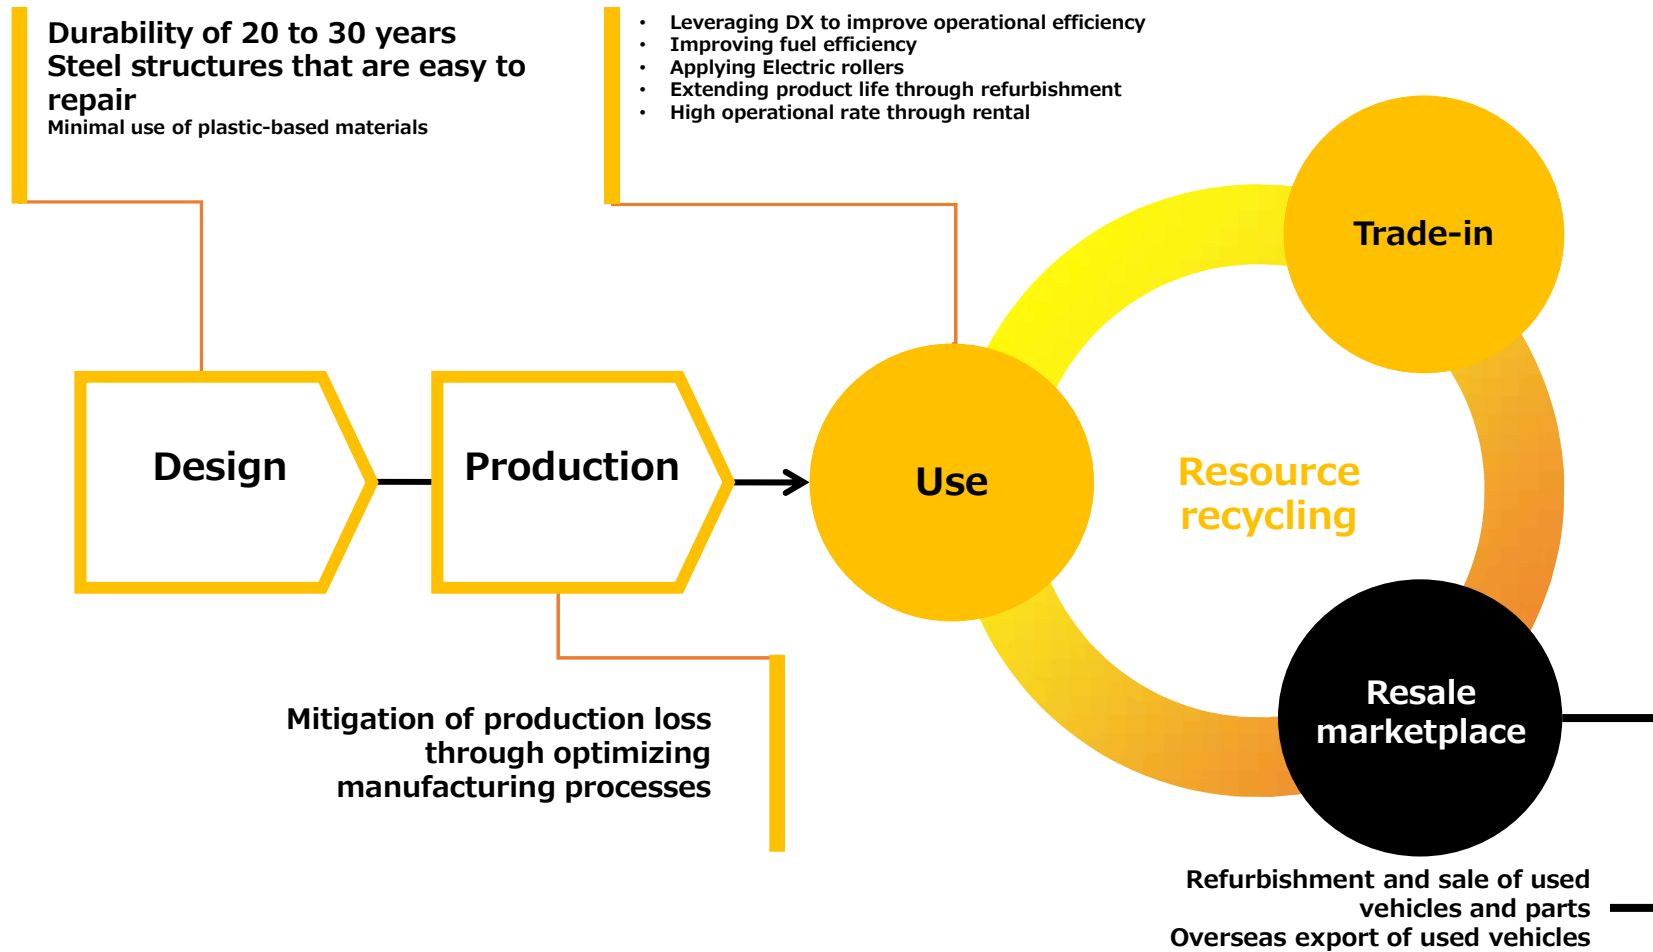 Durability of 20 to 30 years
Steel structures that are easy to
repair
Minimal use of plastic-based materials
• Leveraging DX to improve operational efficiency
• Improving fuel efficiency
• Applying Electric rollers
• Extending product life through refurbishment
• High operational rate through rental
Trade-in
Design
Production
Use
Resource
recycling
Resale
marketplace
Mitigation of production loss
through optimizing
manufacturing processes
Refurbishment and sale of used
vehicles and parts
Overseas export of used vehicles